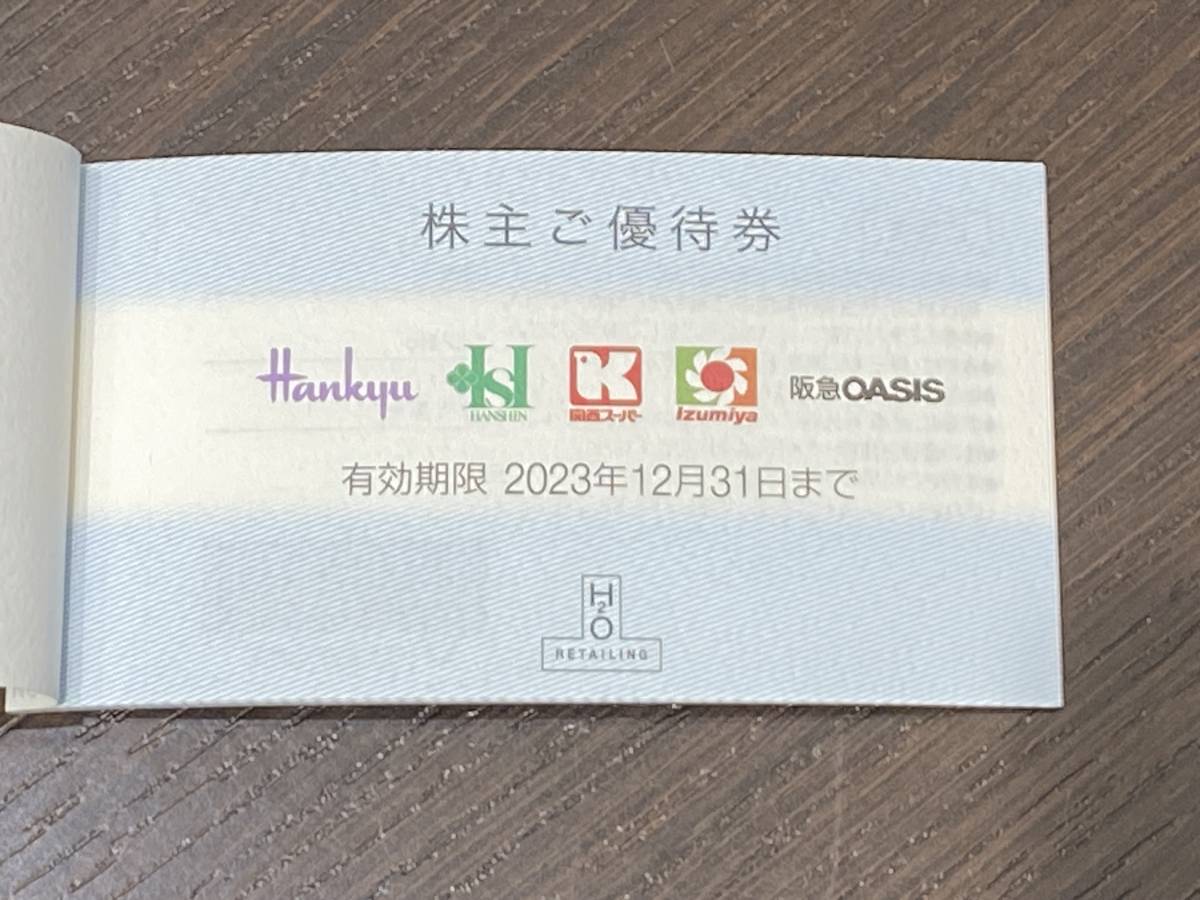 株主ご優待券
Hankyu HS HANSHIN K 関西スーパー izumiya 阪急OASIS
有効期限 2023年12月31日まで
H2O
RETAILING